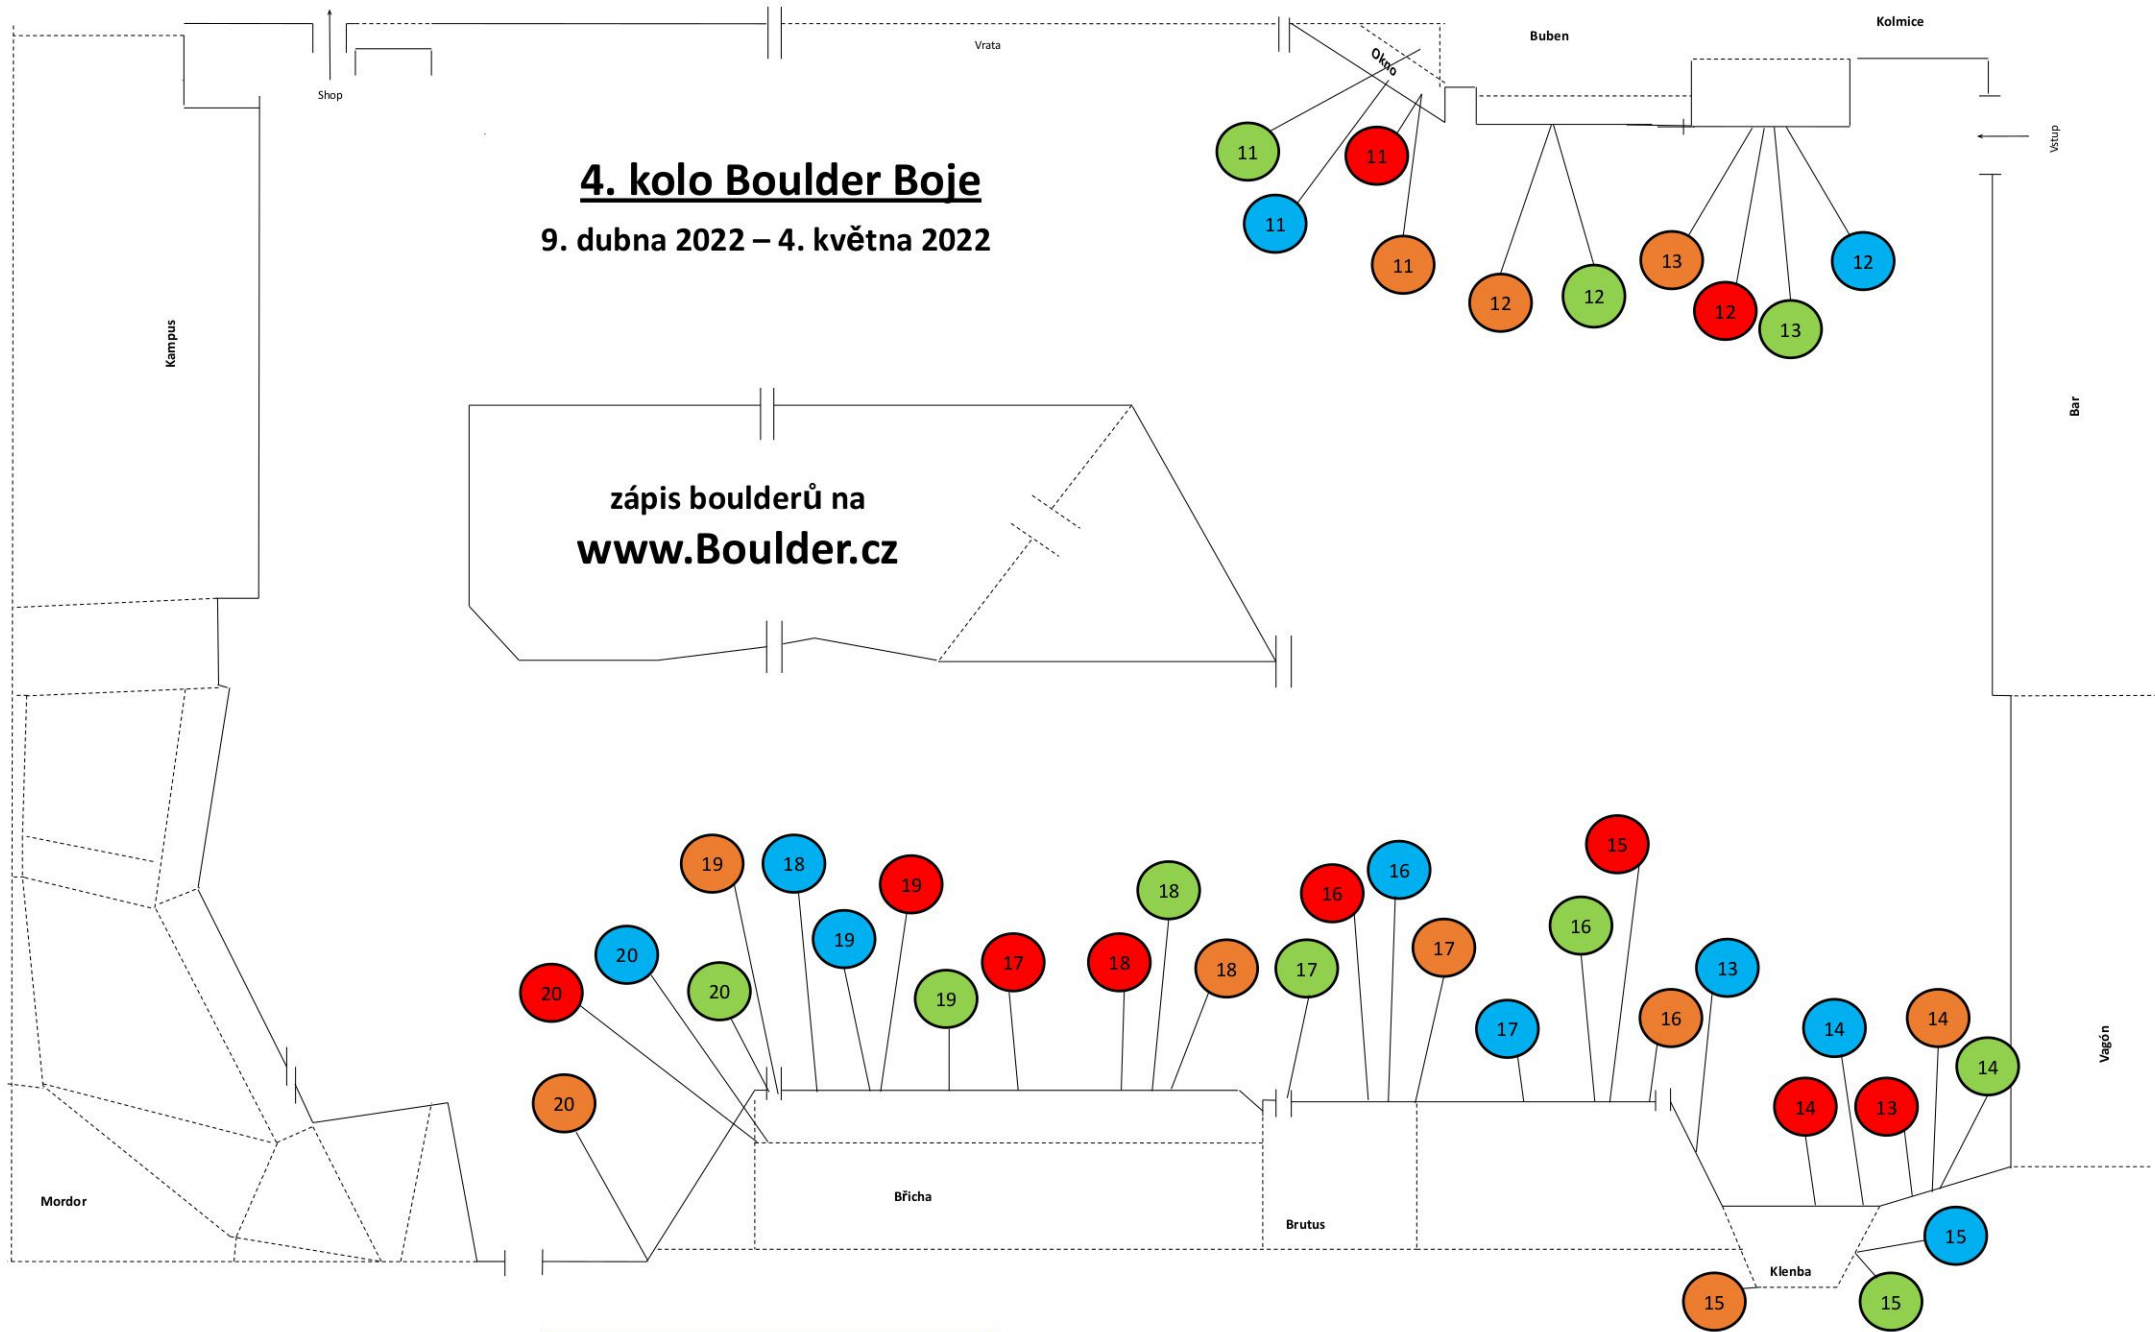 Kolmice
Buben
Vrata
Okno
Shop
Vstup
11
11
4. kolo Boulder Boje
11
9. dubna 2022 – 4. května 2022
11
13
12
12
12
12
13
Kampus
Bar
zápis boulderů na
www.Boulder.cz
15
19
18
16
19
18
16
16
19
17
20
17
18
18
17
13
20
20
19
16
14
17
14
Vagón
14
20
14
13
Břicha
Mordor
Brutus
15
Klenba
15
15